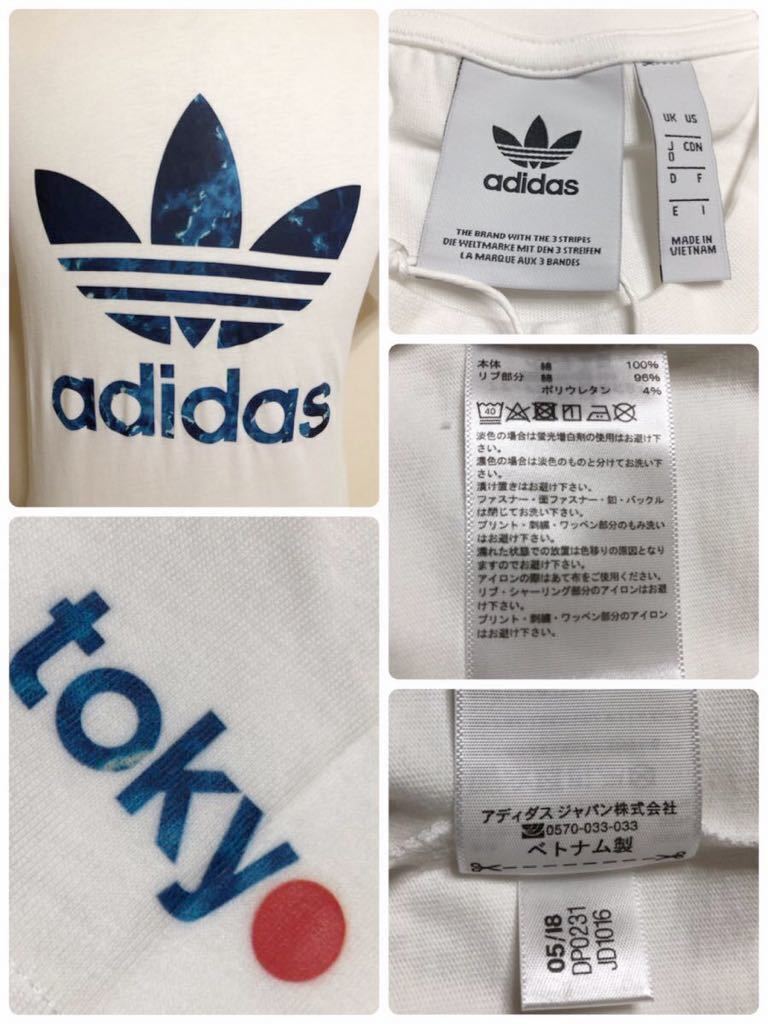 adidas
adidas
THE BRAND WITH THE 3 STRIPES
DIE WELTMARKE MIT DEN 3 STREIFEN
LA MARQUE AUX 3 BANDES
UK US
J CDN
O
D F
E I
MADE IN
VIETNAM
本体 綿 100%
リブ部分 綿 96%
ポリウレタン 4%
40
淡色の場合は蛍光増白剤の使用はお避け下
さい。
濃色の場合は淡色のものと分けてお洗い下
さい。
漬け置きはお避け下さい。
ファスナー・面ファスナー・釦・バックル
は閉じてお洗い下さい。
プリント・刺繍・ワッペン部分のもみ洗い
はお避け下さい。
濡れた状態での放置は色移りの原因となり
ますのでお避け下さい。
アイロンの際はあて布をご使用ください。
リブ・シャーリング部分のアイロンはお避
け下さい。
プリント・刺繍・ワッペン部分のアイロン
はお避け下さい。
toky
アディダス ジャパン株式会社
0570-033-033
ベトナム製
05/18
DP0231
JD1016